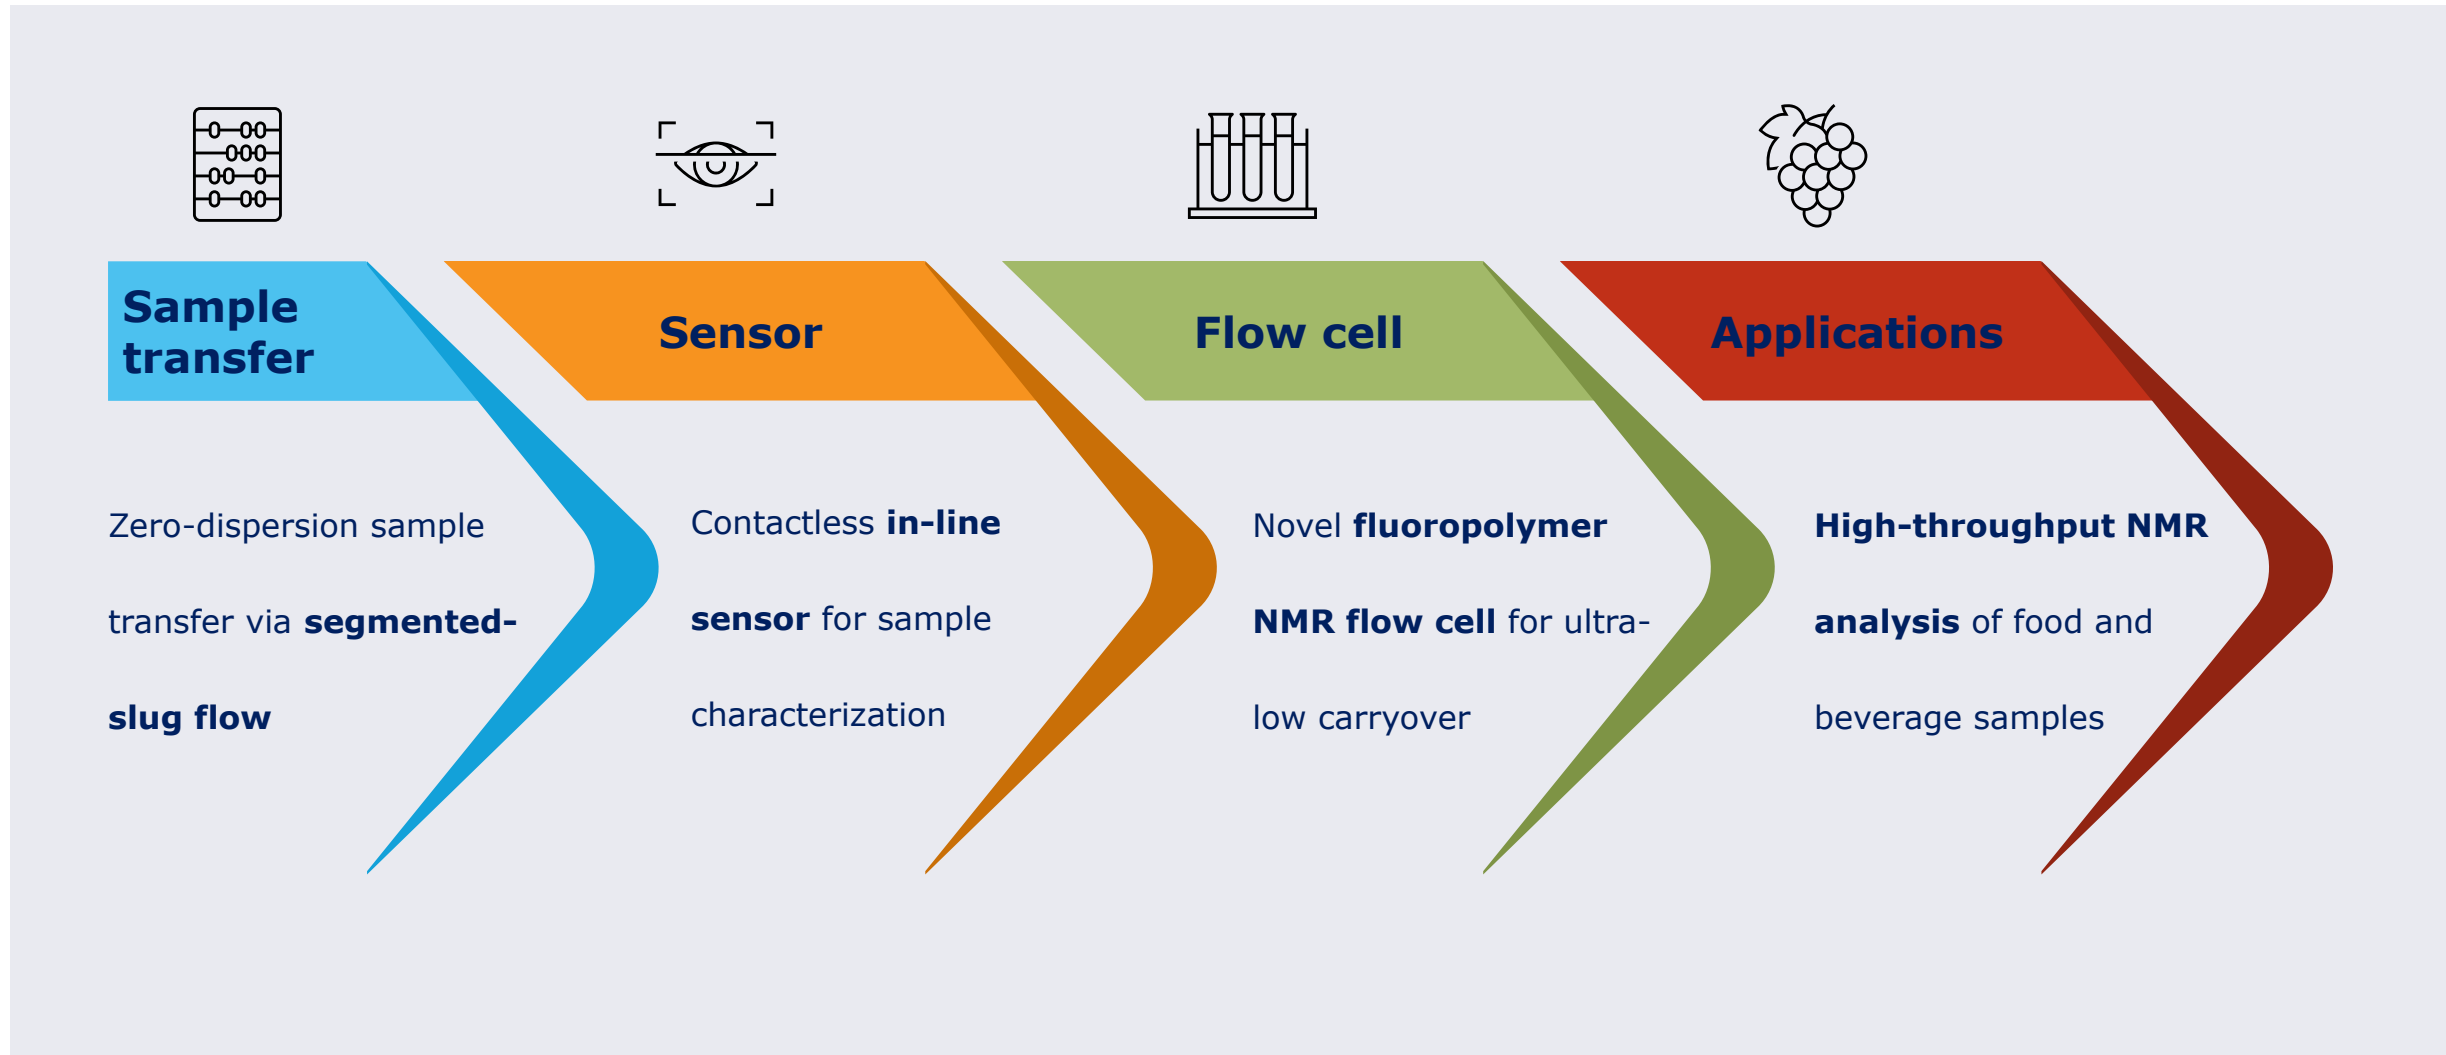 Sample
transfer
Zero-dispersion sample
transfer via segmented-
slug flow
Sensor
Contactless in-line
sensor for sample
characterization
Flow cell
Novel fluoropolymer
NMR flow cell for ultra-
low carryover
Applications
High-throughput NMR
analysis of food and
beverage samples